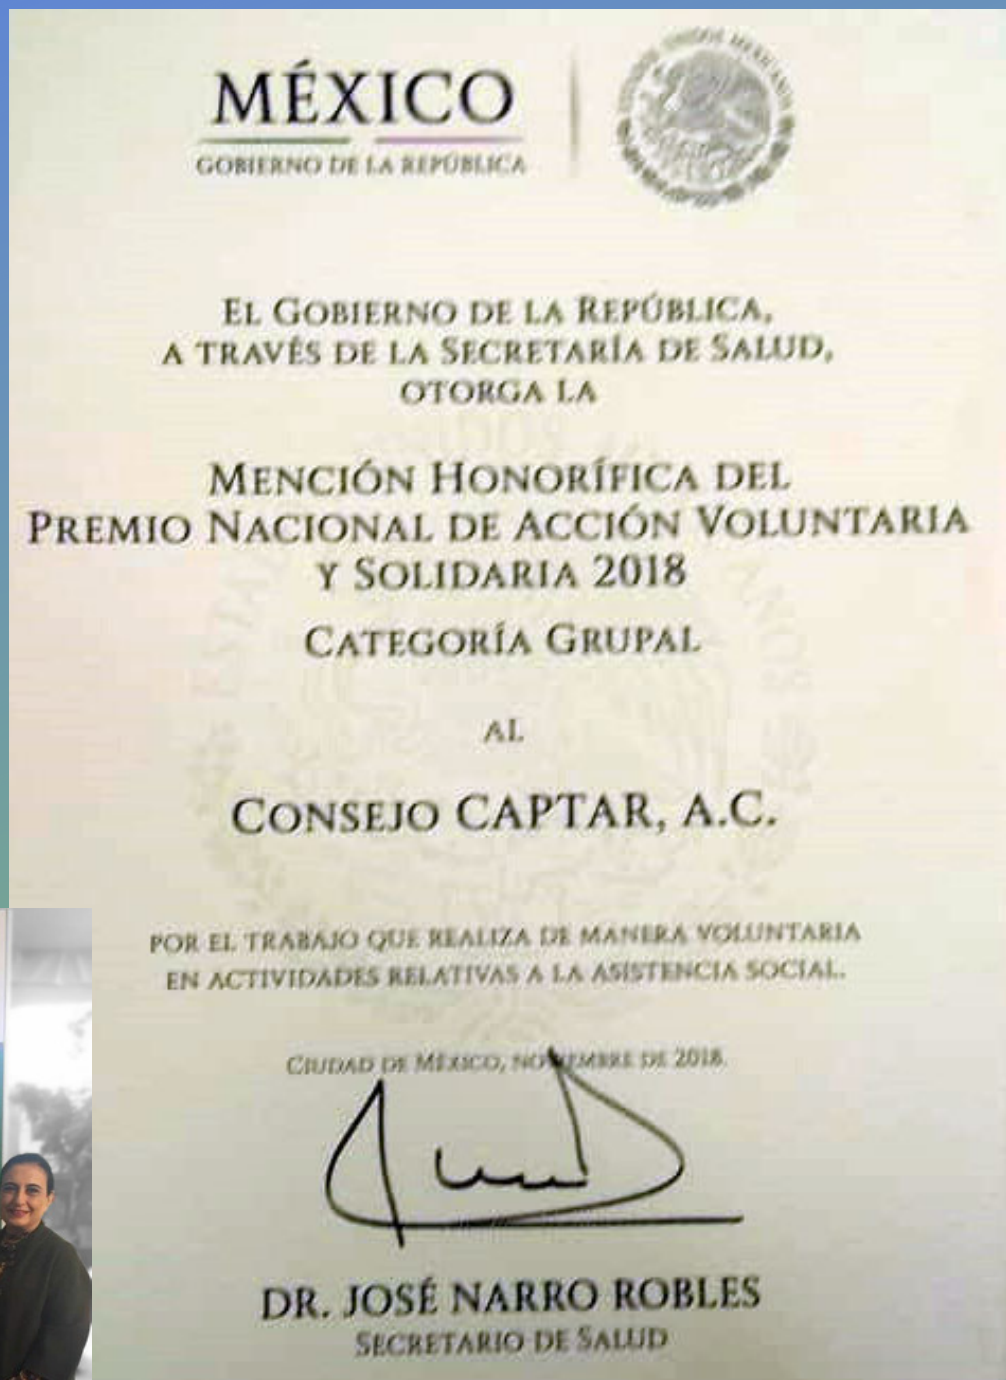 MÉXICO
GOBIERNO DE LA REPÚBLICA
UNIDOS MEXICANOS
EL GOBIERNO DE LA REPÚBLICA,
A TRAVÉS DE LA SECRETARÍA DE SALUD,
OTORGA LA
MENCIÓN HONORÍFICA DEL
PREMIO NACIONAL DE ACCIÓN VOLUNTARIA
Y SOLIDARIA 2018
CATEGORÍA GRUPAL
AL
CONSEJO CAPTAR, A.C.
POR EL TRABAJO QUE REALIZA DE MANERA VOLUNTARIA
EN ACTIVIDADES RELATIVAS A LA ASISTENCIA SOCIAL.
CIUDAD DE MÉXICO, NOVIEMBRE DE 2018.
DR. JOSÉ NARRO ROBLES
SECRETARIO DE SALUD